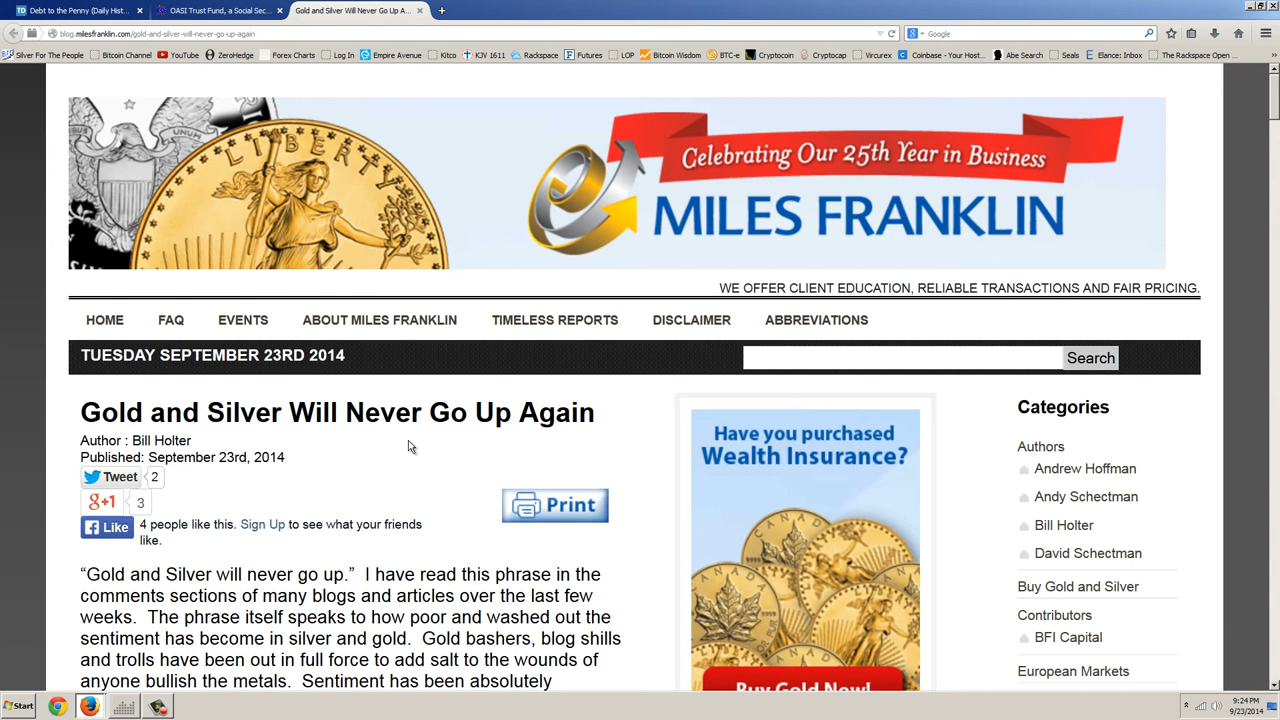 Debt to the Penny (Daily Hist...
OASI Trust Fund, a Social Sec...
Gold and Silver Will Never Go Up A...
blog.milesfranklin.com/gold-and-silver-will-never-go-up-again
Google
Silver For The People
Bitcoin Channel
YouTube
ZeroHedge
Forex Charts
Log In
Empire Avenue
Kitco
KJV 1611
Rackspace
Futures
LOP
Bitcoin Wisdom
BTC-e
Cryptocoin
Cryptocap
Vircurex
Coinbase - Your Host...
Abe Search
Seals
Elance: Inbox
The Rackspace Open ...
LIBERTY
UNUM
Celebrating Our 25th Year in Business
MILES FRANKLIN
WE OFFER CLIENT EDUCATION, RELIABLE TRANSACTIONS AND FAIR PRICING.
HOME FAQ EVENTS ABOUT MILES FRANKLIN TIMELESS REPORTS DISCLAIMER ABBREVIATIONS
TUESDAY SEPTEMBER 23RD 2014
Search
Gold and Silver Will Never Go Up Again
Author : Bill Holter
Published: September 23rd, 2014
Tweet 2
g+1 3
Like 4 people like this. Sign Up to see what your friends
like.
Print
“Gold and Silver will never go up.” I have read this phrase in the
comments sections of many blogs and articles over the last few
weeks. The phrase itself speaks to how poor and washed out the
sentiment has become in silver and gold. Gold bashers, blog shills
and trolls have been out in full force to add salt to the wounds of
anyone bullish the metals. Sentiment has been absolutely
Have you purchased
Wealth Insurance?
CANADA
Buy Gold Now!
Categories
Authors
Andrew Hoffman
Andy Schectman
Bill Holter
David Schectman
Buy Gold and Silver
Contributors
BFI Capital
European Markets
Start
9:24 PM
9/23/2014